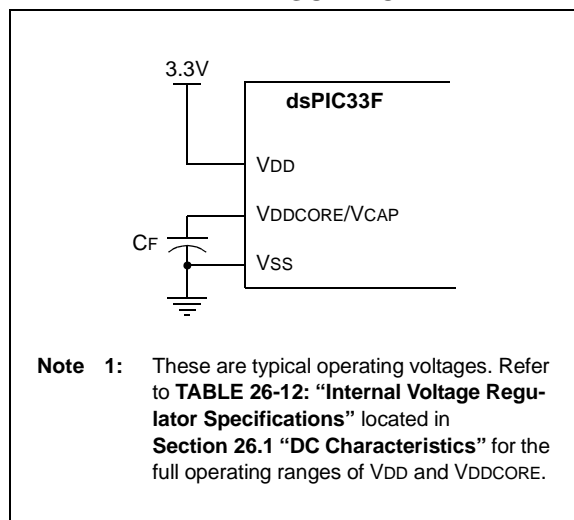 3.3V
dsPIC33F
VDD
VDDCORE/VCAP
CF
VSS
Note 1: These are typical operating voltages. Refer
to TABLE 26-12: “Internal Voltage Regu-
lator Specifications” located in
Section 26.1 “DC Characteristics” for the
full operating ranges of VDD and VDDCORE.